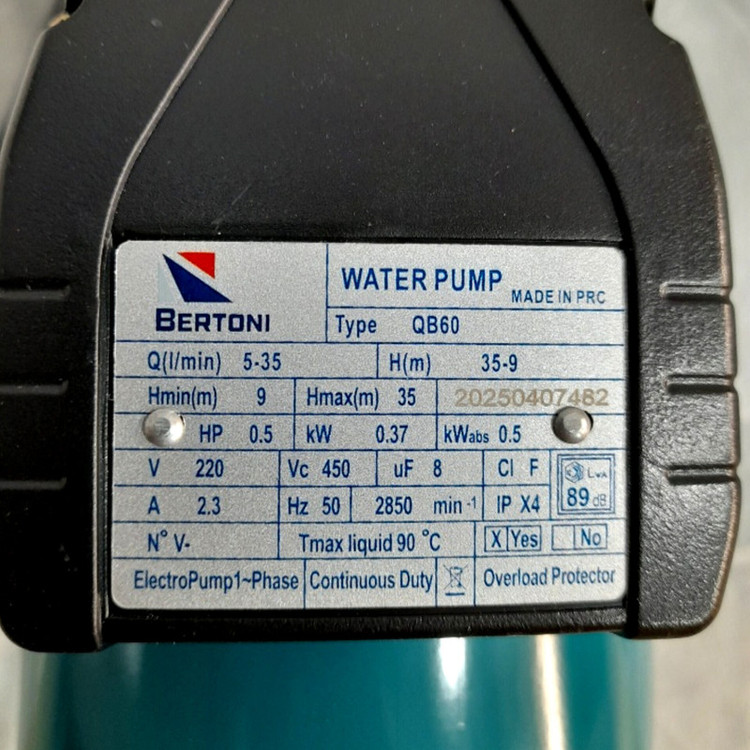 BERTONI
WATER PUMP MADE IN PRC
Type QB60
Q(l/min) 5-35 H(m) 35-9
Hmin(m) 9 Hmax(m) 35 20250407482
HP 0.5 kW 0.37 kWabs 0.5
V 220 Vc 450 uF 8 Cl F LWA
A 2.3 Hz 50 2850 min-1 IP X4 89 dB
N° V- Tmax liquid 90 °C X Yes No
ElectroPump1~Phase Continuous Duty Overload Protector